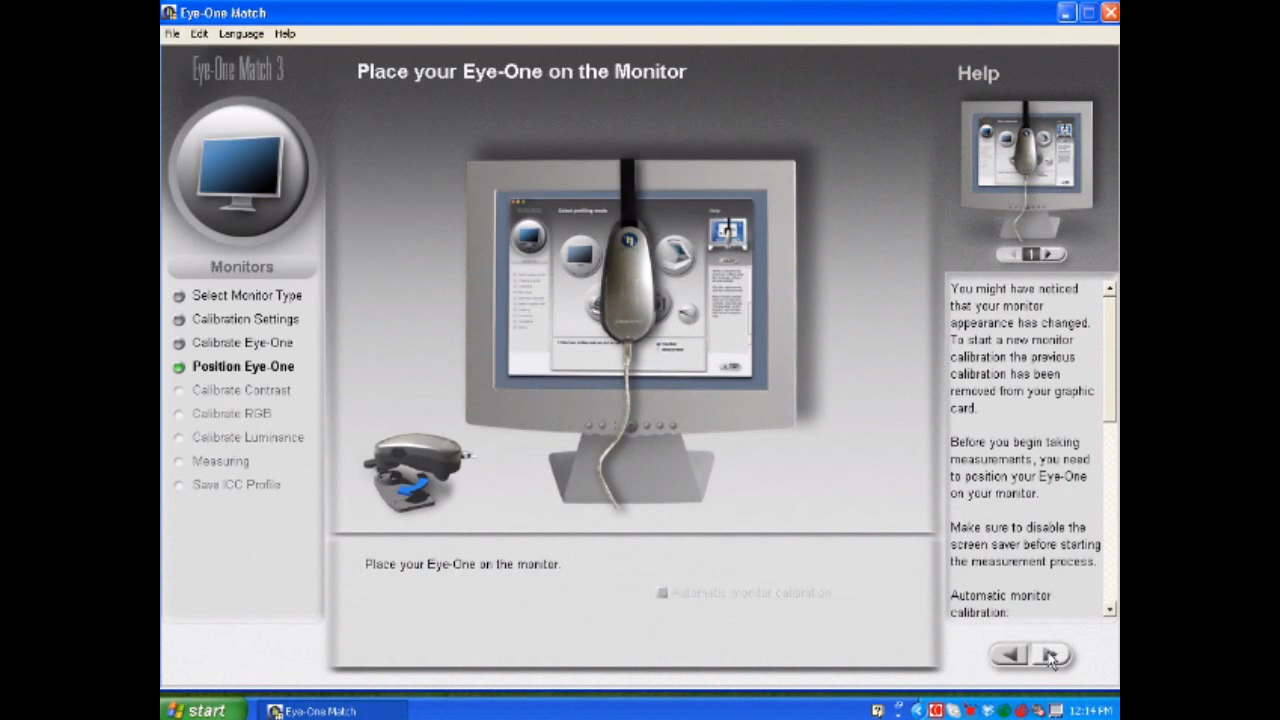 Eye-One Match
File Edit Language Help
Eye-One Match 3
Place your Eye-One on the Monitor
Help
Monitors
Select Monitor Type
Calibration Settings
Calibrate Eye-One
Position Eye-One
Calibrate Contrast
Calibrate RGB
Calibrate Luminance
Measuring
Save ICC Profile
Select profiling mode
Help
1
You might have noticed
that your monitor
appearance has changed.
To start a new monitor
calibration the previous
calibration has been
removed from your graphic
card.
Before you begin taking
measurements, you need
to position your Eye-One
on your monitor.
Make sure to disable the
screen saver before starting
the measurement process.
Automatic monitor
calibration:
Place your Eye-One on the monitor.
Automatic monitor calibration
start
Eye-One Match
12:14 PM